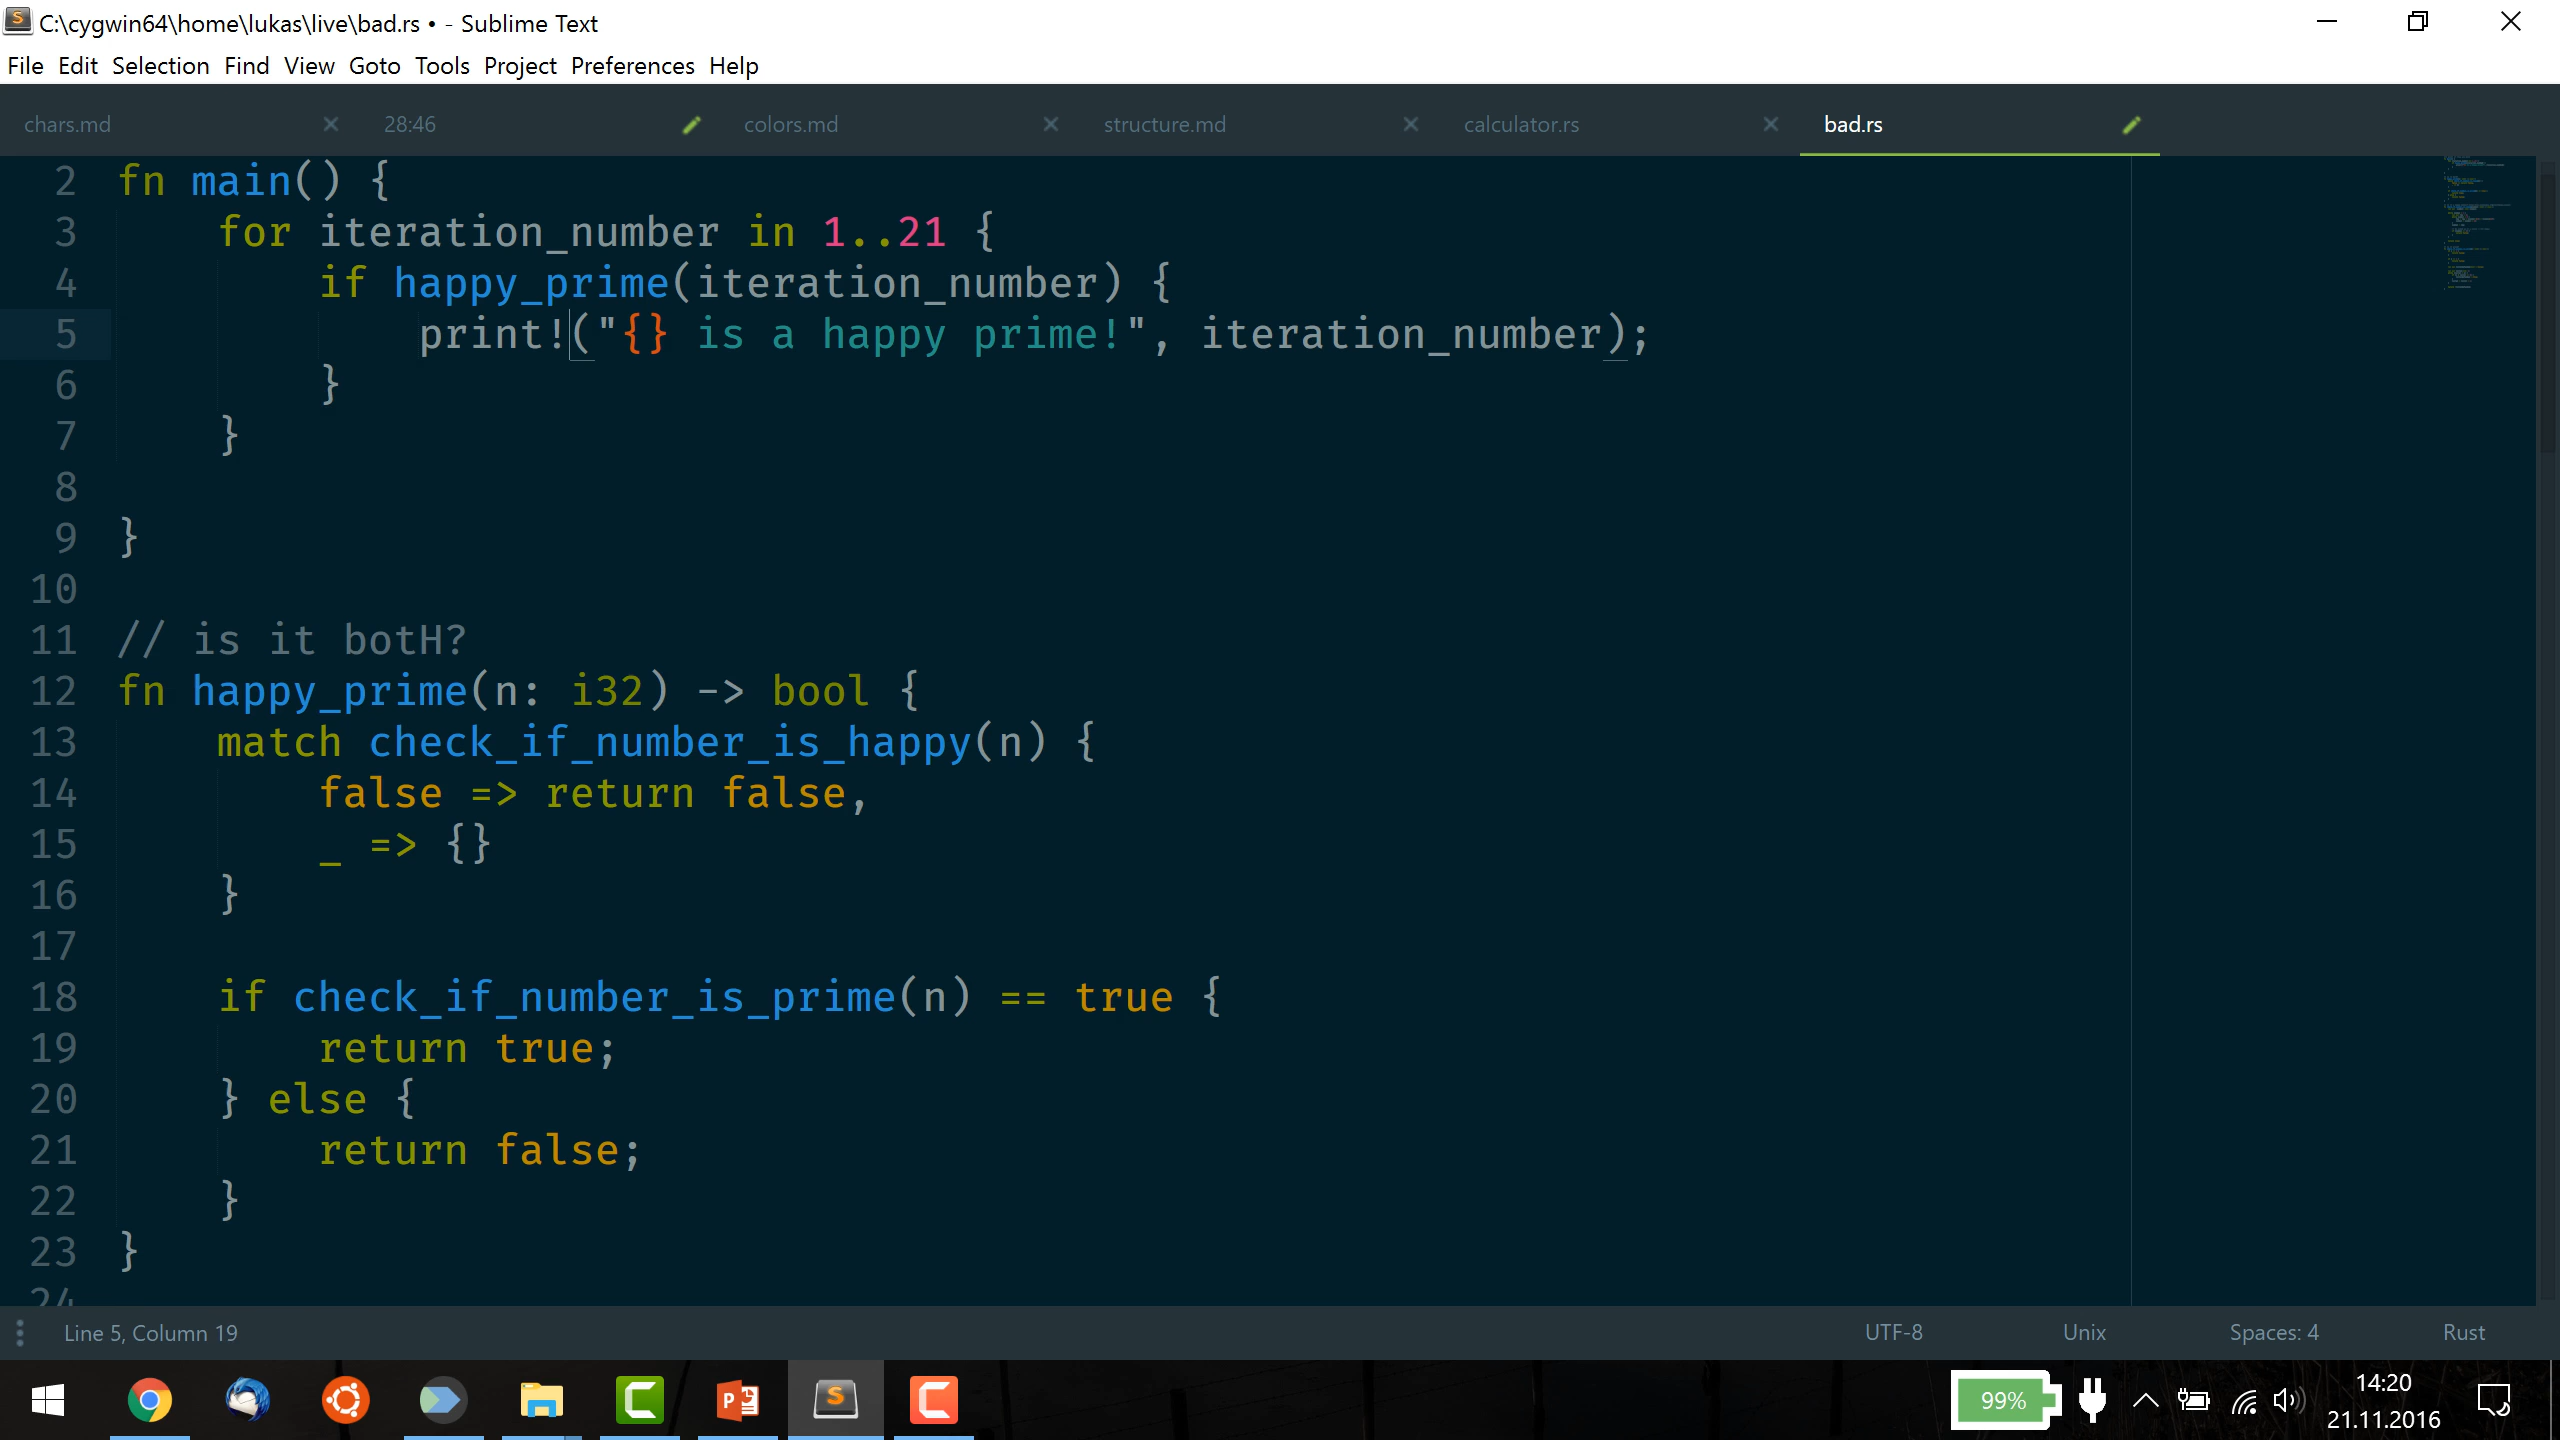 C:\cygwin64\home\lukas\live\bad.rs • - Sublime Text
File Edit Selection Find View Goto Tools Project Preferences Help
chars.md 28:46 colors.md structure.md calculator.rs bad.rs
2 fn main() {
3 for iteration_number in 1..21 {
4 if happy_prime(iteration_number) {
5 print!("{} is a happy prime!", iteration_number);
6 }
7 }
8
9 }
10
11 // is it botH?
12 fn happy_prime(n: i32) -> bool {
13 match check_if_number_is_happy(n) {
14 false => return false,
15 _ => {}
16 }
17
18 if check_if_number_is_prime(n) == true {
19 return true;
20 } else {
21 return false;
22 }
23 }
24
Line 5, Column 19 UTF-8 Unix Spaces: 4 Rust
99% 14:20
21.11.2016